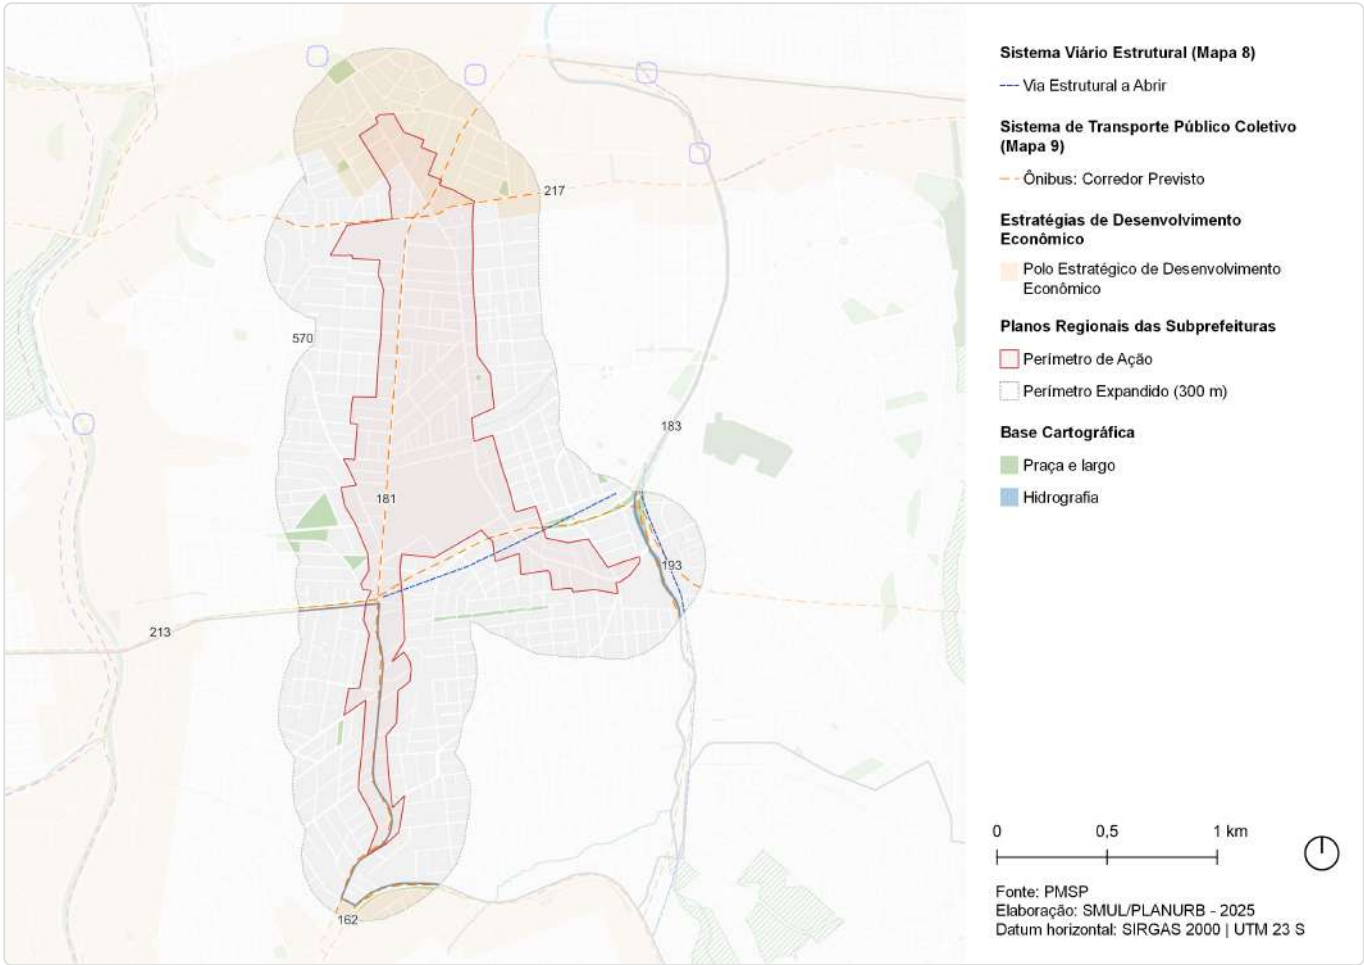 Sistema Viário Estrutural (Mapa 8)
Via Estrutural a Abrir
Sistema de Transporte Público Coletivo
(Mapa 9)
Ônibus: Corredor Previsto
Estratégias de Desenvolvimento
Econômico
Polo Estratégico de Desenvolvimento
Econômico
Planos Regionais das Subprefeituras
Perímetro de Ação
Perímetro Expandido (300 m)
Base Cartográfica
Praça e largo
Hidrografia
217
570
183
181
193
213
162
0 0,5 1 km
Fonte: PMSP
Elaboração: SMUL/PLANURB - 2025
Datum horizontal: SIRGAS 2000 | UTM 23 S